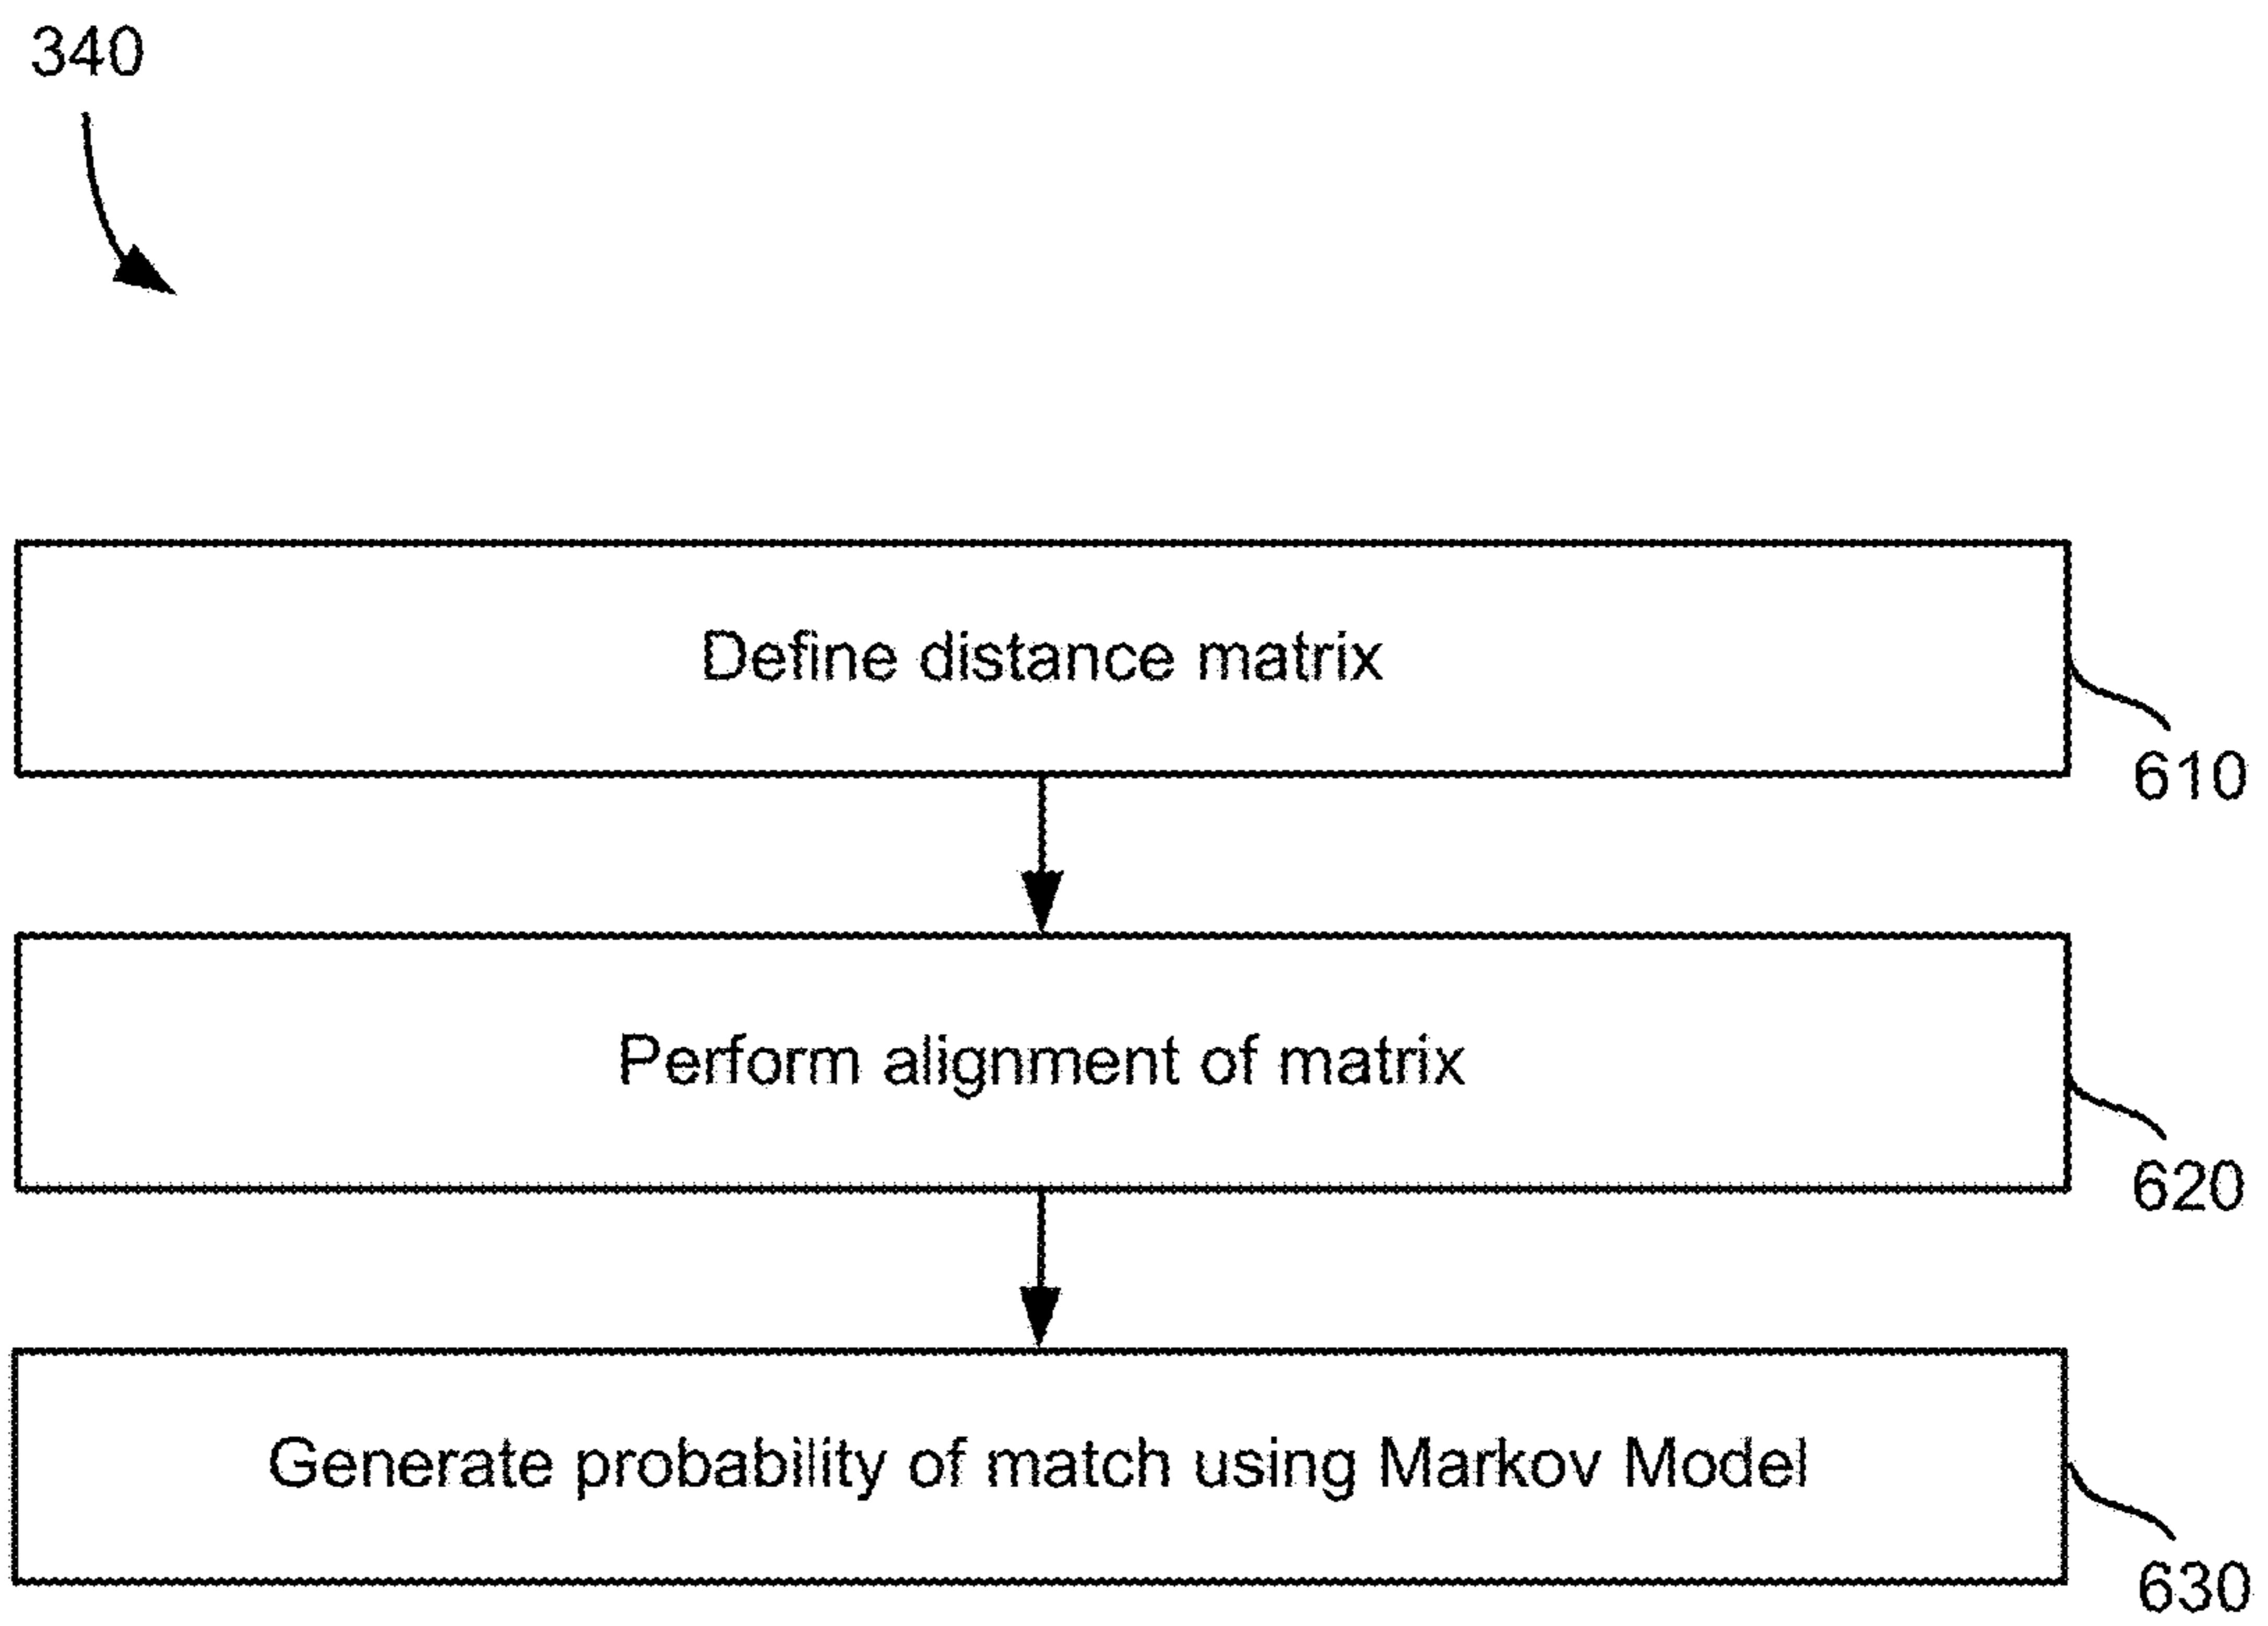 340
Define distance matrix
610
Perform alignment of matrix
620
Generate probability of match using Markov Model
630